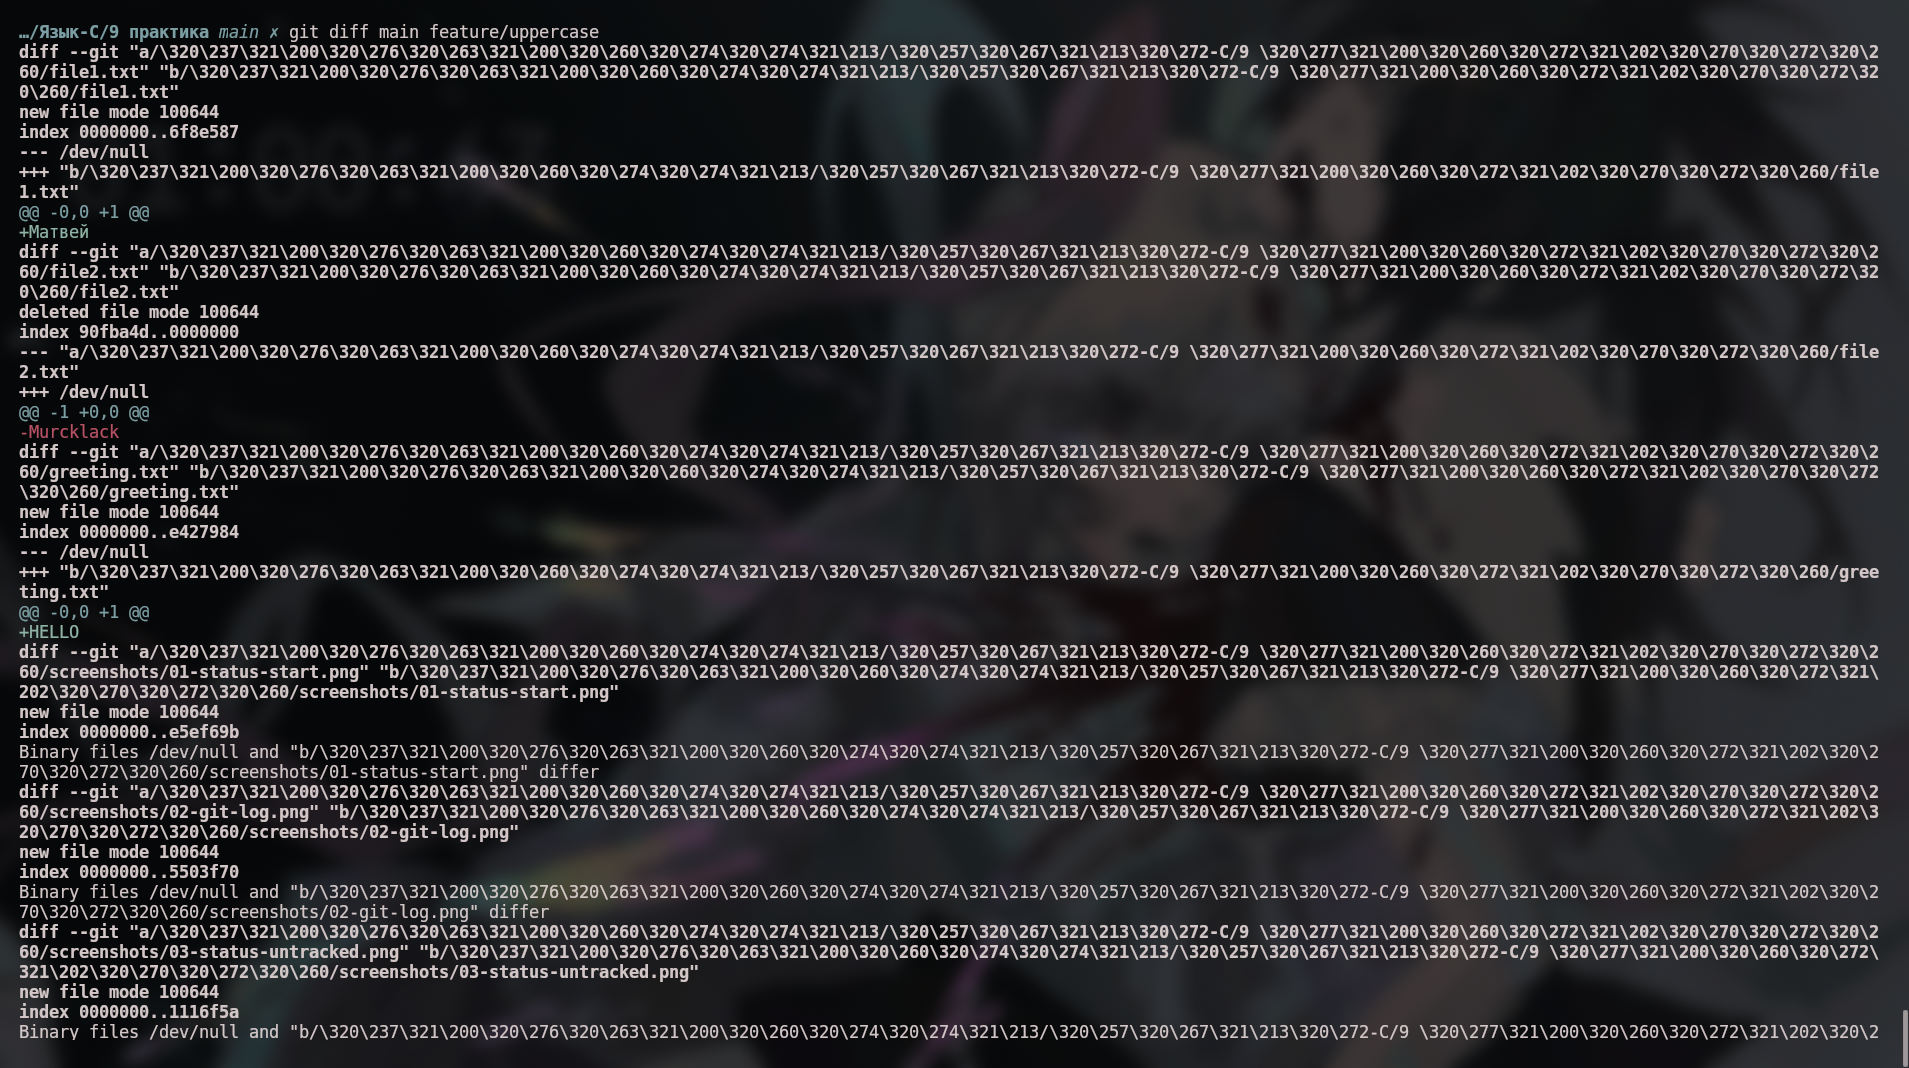 …/Язык-C/9 практика main ✗ git diff main feature/uppercase
diff --git "a/\320\237\321\200\320\276\320\263\321\200\320\260\320\274\320\274\321\213/\320\257\320\267\321\213\320\272-C/9 \320\277\321\200\320\260\320\272\321\202\320\270\320\272\320\2
60/file1.txt" "b/\320\237\321\200\320\276\320\263\321\200\320\260\320\274\320\274\321\213/\320\257\320\267\321\213\320\272-C/9 \320\277\321\200\320\260\320\272\321\202\320\270\320\272\32
0\260/file1.txt"
new file mode 100644
index 0000000..6f8e587
--- /dev/null
+++ "b/\320\237\321\200\320\276\320\263\321\200\320\260\320\274\320\274\321\213/\320\257\320\267\321\213\320\272-C/9 \320\277\321\200\320\260\320\272\321\202\320\270\320\272\320\260/file
1.txt"
@@ -0,0 +1 @@
+Матвей
diff --git "a/\320\237\321\200\320\276\320\263\321\200\320\260\320\274\320\274\321\213/\320\257\320\267\321\213\320\272-C/9 \320\277\321\200\320\260\320\272\321\202\320\270\320\272\320\2
60/file2.txt" "b/\320\237\321\200\320\276\320\263\321\200\320\260\320\274\320\274\321\213/\320\257\320\267\321\213\320\272-C/9 \320\277\321\200\320\260\320\272\321\202\320\270\320\272\32
0\260/file2.txt"
deleted file mode 100644
index 90fba4d..0000000
--- "a/\320\237\321\200\320\276\320\263\321\200\320\260\320\274\320\274\321\213/\320\257\320\267\321\213\320\272-C/9 \320\277\321\200\320\260\320\272\321\202\320\270\320\272\320\260/file
2.txt"
+++ /dev/null
@@ -1 +0,0 @@
-Murcklack
diff --git "a/\320\237\321\200\320\276\320\263\321\200\320\260\320\274\320\274\321\213/\320\257\320\267\321\213\320\272-C/9 \320\277\321\200\320\260\320\272\321\202\320\270\320\272\320\2
60/greeting.txt" "b/\320\237\321\200\320\276\320\263\321\200\320\260\320\274\320\274\321\213/\320\257\320\267\321\213\320\272-C/9 \320\277\321\200\320\260\320\272\321\202\320\270\320\272
\320\260/greeting.txt"
new file mode 100644
index 0000000..e427984
--- /dev/null
+++ "b/\320\237\321\200\320\276\320\263\321\200\320\260\320\274\320\274\321\213/\320\257\320\267\321\213\320\272-C/9 \320\277\321\200\320\260\320\272\321\202\320\270\320\272\320\260/gree
ting.txt"
@@ -0,0 +1 @@
+HELLO
diff --git "a/\320\237\321\200\320\276\320\263\321\200\320\260\320\274\320\274\321\213/\320\257\320\267\321\213\320\272-C/9 \320\277\321\200\320\260\320\272\321\202\320\270\320\272\320\2
60/screenshots/01-status-start.png" "b/\320\237\321\200\320\276\320\263\321\200\320\260\320\274\320\274\321\213/\320\257\320\267\321\213\320\272-C/9 \320\277\321\200\320\260\320\272\321\
202\320\270\320\272\320\260/screenshots/01-status-start.png"
new file mode 100644
index 0000000..e5ef69b
Binary files /dev/null and "b/\320\237\321\200\320\276\320\263\321\200\320\260\320\274\320\274\321\213/\320\257\320\267\321\213\320\272-C/9 \320\277\321\200\320\260\320\272\321\202\320\2
70\320\272\320\260/screenshots/01-status-start.png" differ
diff --git "a/\320\237\321\200\320\276\320\263\321\200\320\260\320\274\320\274\321\213/\320\257\320\267\321\213\320\272-C/9 \320\277\321\200\320\260\320\272\321\202\320\270\320\272\320\2
60/screenshots/02-git-log.png" "b/\320\237\321\200\320\276\320\263\321\200\320\260\320\274\320\274\321\213/\320\257\320\267\321\213\320\272-C/9 \320\277\321\200\320\260\320\272\321\202\3
20\270\320\272\320\260/screenshots/02-git-log.png"
new file mode 100644
index 0000000..5503f70
Binary files /dev/null and "b/\320\237\321\200\320\276\320\263\321\200\320\260\320\274\320\274\321\213/\320\257\320\267\321\213\320\272-C/9 \320\277\321\200\320\260\320\272\321\202\320\2
70\320\272\320\260/screenshots/02-git-log.png" differ
diff --git "a/\320\237\321\200\320\276\320\263\321\200\320\260\320\274\320\274\321\213/\320\257\320\267\321\213\320\272-C/9 \320\277\321\200\320\260\320\272\321\202\320\270\320\272\320\2
60/screenshots/03-status-untracked.png" "b/\320\237\321\200\320\276\320\263\321\200\320\260\320\274\320\274\321\213/\320\257\320\267\321\213\320\272-C/9 \320\277\321\200\320\260\320\272\
321\202\320\270\320\272\320\260/screenshots/03-status-untracked.png"
new file mode 100644
index 0000000..1116f5a
Binary files /dev/null and "b/\320\237\321\200\320\276\320\263\321\200\320\260\320\274\320\274\321\213/\320\257\320\267\321\213\320\272-C/9 \320\277\321\200\320\260\320\272\321\202\320\2